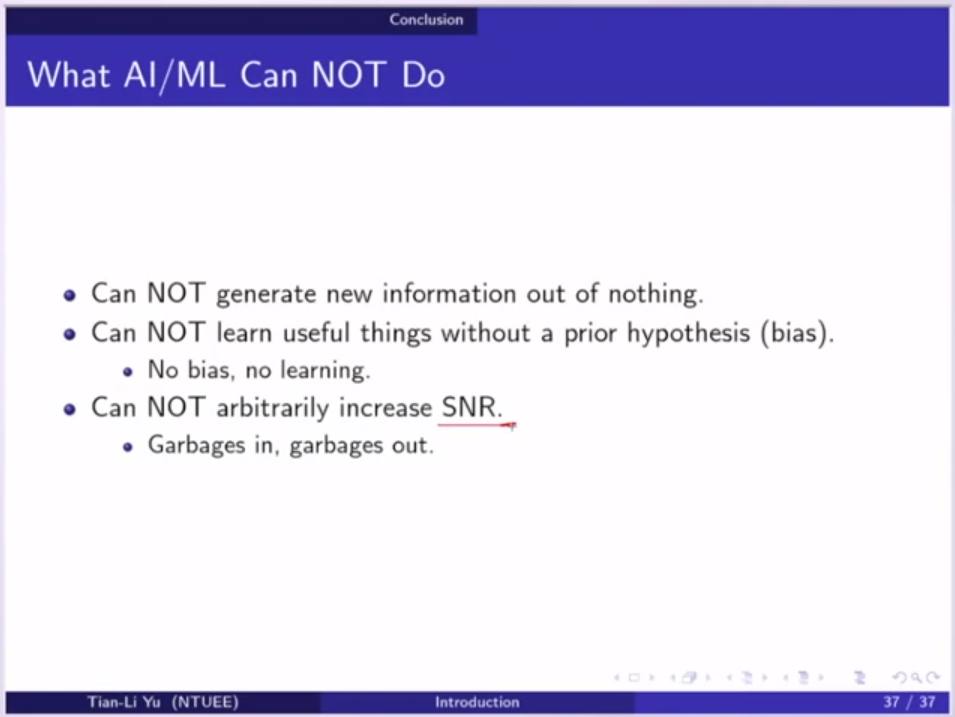 Conclusion
What AI/ML Can NOT Do
Can NOT generate new information out of nothing.
Can NOT learn useful things without a prior hypothesis (bias).
No bias, no learning.
Can NOT arbitrarily increase SNR.
Garbages in, garbages out.
Tian-Li Yu (NTUEE) Introduction 37 / 37